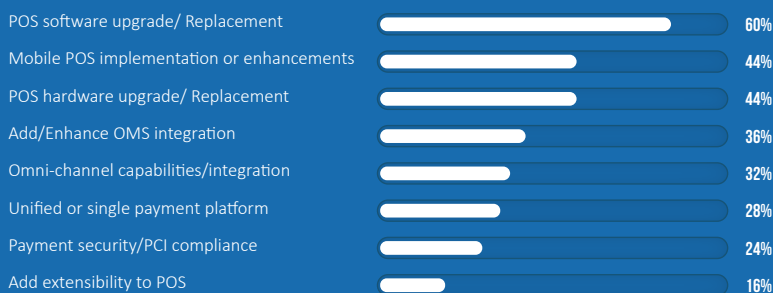 POS software upgrade/ Replacement 60%
Mobile POS implementation or enhancements 44%
POS hardware upgrade/ Replacement 44%
Add/Enhance OMS integration 36%
Omni-channel capabilities/integration 32%
Unified or single payment platform 28%
Payment security/PCI compliance 24%
Add extensibility to POS 16%